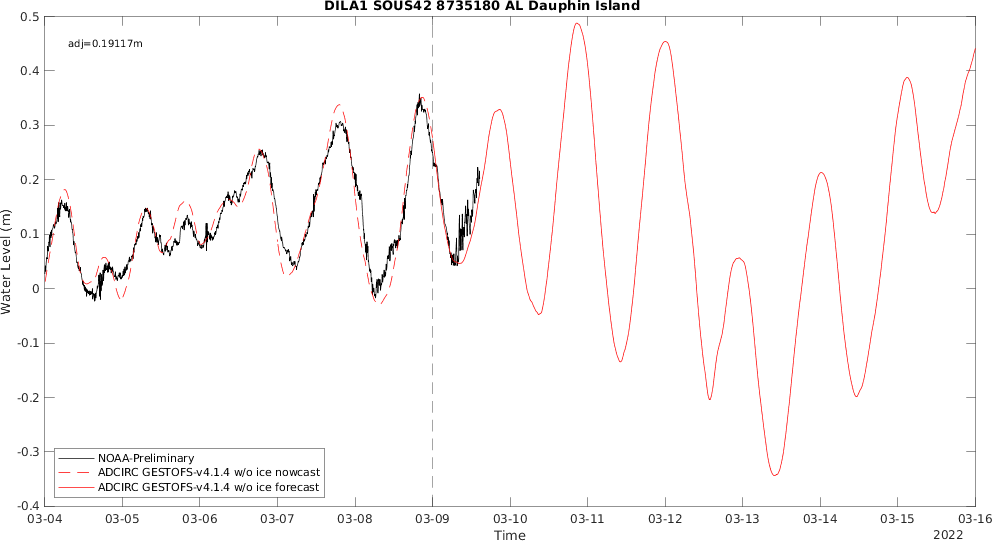 DILA1 SOUS42 8735180 AL Dauphin Island
adj=0.19117m
0.5
0.4
0.3
0.2
0.1
0
-0.1
-0.2
-0.3
-0.4
Water Level (m)
NOAA-Preliminary
ADCIRC GESTOFS-v4.1.4 w/o ice nowcast
ADCIRC GESTOFS-v4.1.4 w/o ice forecast
03-04 03-05 03-06 03-07 03-08 03-09 03-10 03-11 03-12 03-13 03-14 03-15 03-16
Time
2022